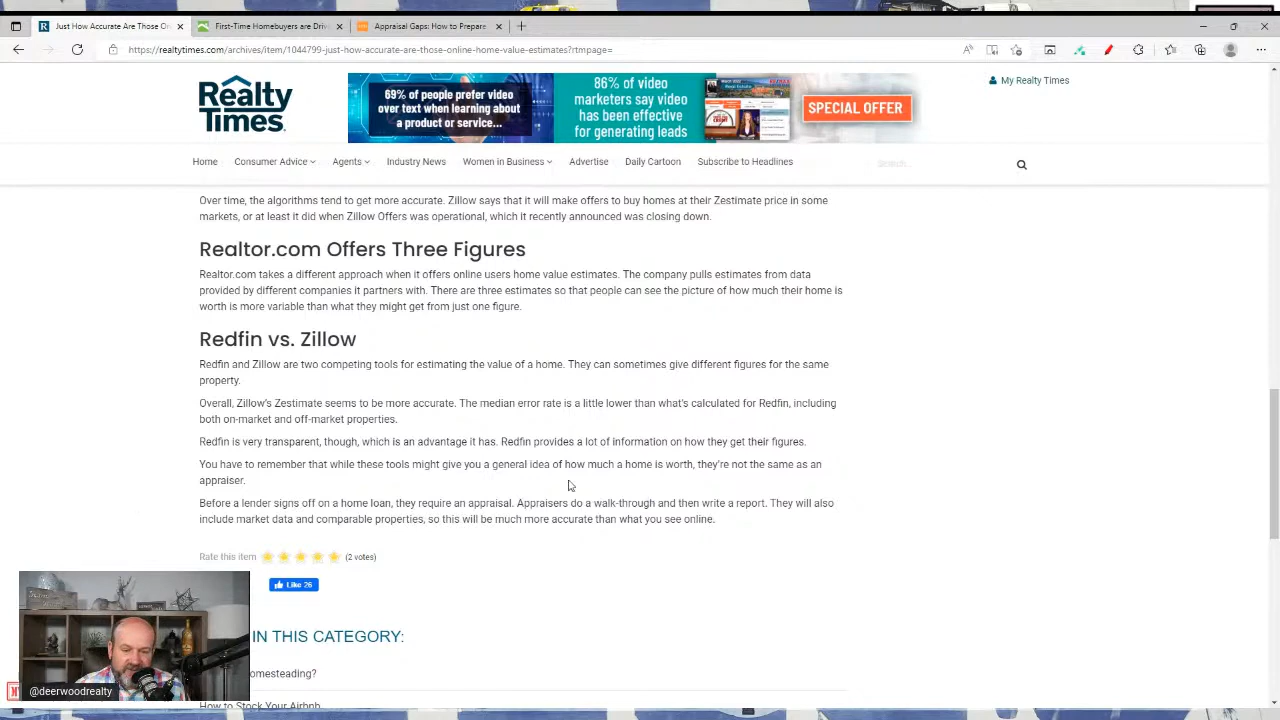 Just How Accurate Are Those On
First-Time Homebuyers are Driv
Appraisal Gaps: How to Prepare
https://realtytimes.com/archives/item/1044799-just-how-accurate-are-those-online-home-value-estimates?rtmpage=
Realty
Times
69% of people prefer video
over text when learning about
a product or service...
86% of video
marketers say video
has been effective
for generating leads
SPECIAL OFFER
My Realty Times
Home Consumer Advice Agents Industry News Women in Business Advertise Daily Cartoon Subscribe to Headlines
Search...
Over time, the algorithms tend to get more accurate. Zillow says that it will make offers to buy homes at their Zestimate price in some
markets, or at least it did when Zillow Offers was operational, which it recently announced was closing down.
Realtor.com Offers Three Figures
Realtor.com takes a different approach when it offers online users home value estimates. The company pulls estimates from data
provided by different companies it partners with. There are three estimates so that people can see the picture of how much their home is
worth is more variable than what they might get from just one figure.
Redfin vs. Zillow
Redfin and Zillow are two competing tools for estimating the value of a home. They can sometimes give different figures for the same
property.
Overall, Zillow's Zestimate seems to be more accurate. The median error rate is a little lower than what's calculated for Redfin, including
both on-market and off-market properties.
Redfin is very transparent, though, which is an advantage it has. Redfin provides a lot of information on how they get their figures.
You have to remember that while these tools might give you a general idea of how much a home is worth, they're not the same as an
appraiser.
Before a lender signs off on a home loan, they require an appraisal. Appraisers do a walk-through and then write a report. They will also
include market data and comparable properties, so this will be much more accurate than what you see online.
Rate this item (2 votes)
Like 26
IN THIS CATEGORY:
omesteading?
How to Stock Your Airbnb
@deerwoodrealty